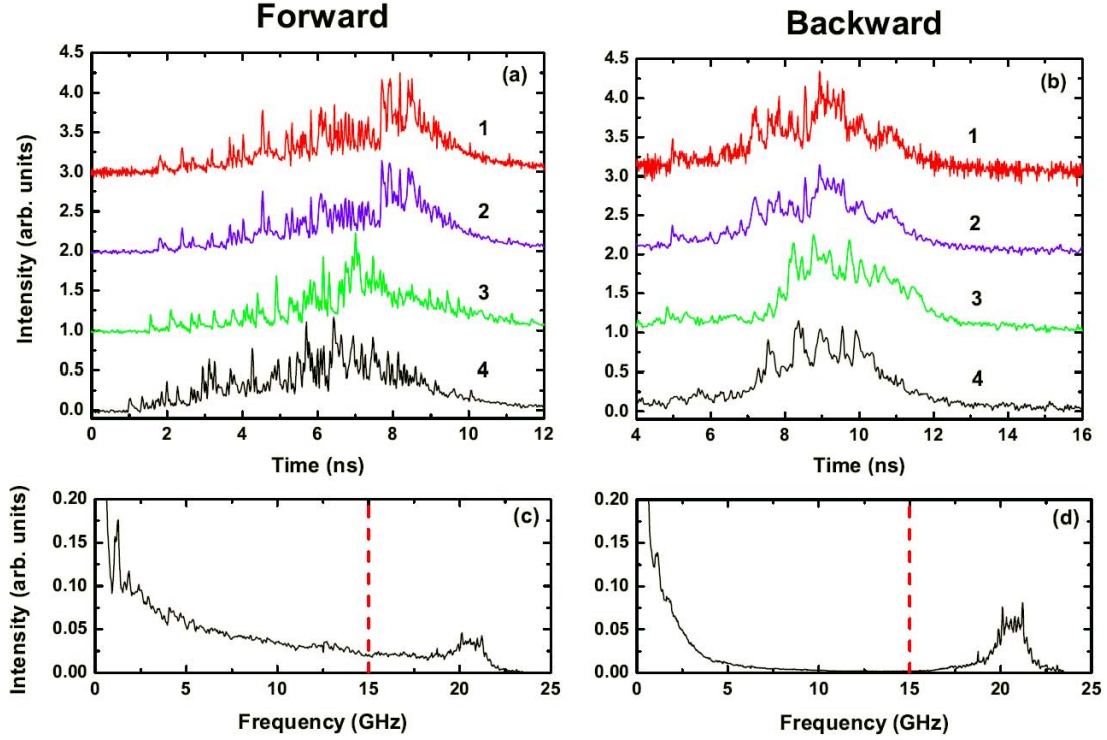 Forward
Backward
4.5
4.0
3.5
3.0
2.5
2.0
1.5
1.0
0.5
0.0
Intensity (arb. units)
(a)
1
2
3
4
0 2 4 6 8 10 12
Time (ns)
4.5
4.0
3.5
3.0
2.5
2.0
1.5
1.0
0.5
0.0
(b)
1
2
3
4
4 6 8 10 12 14 16
Time (ns)
0.20
0.15
0.10
0.05
0.00
Intensity (arb. units)
(c)
0 5 10 15 20 25
Frequency (GHz)
0.20
0.15
0.10
0.05
0.00
(d)
0 5 10 15 20 25
Frequency (GHz)